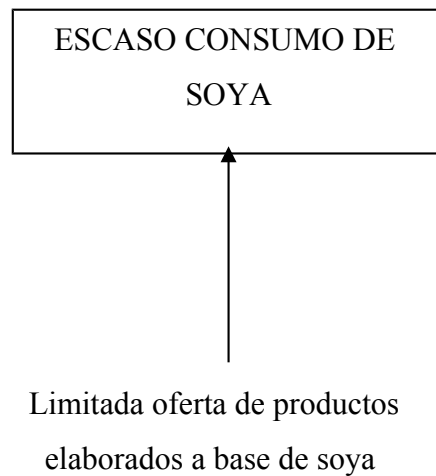 ESCASO CONSUMO DE
SOYA
Limitada oferta de productos
elaborados a base de soya